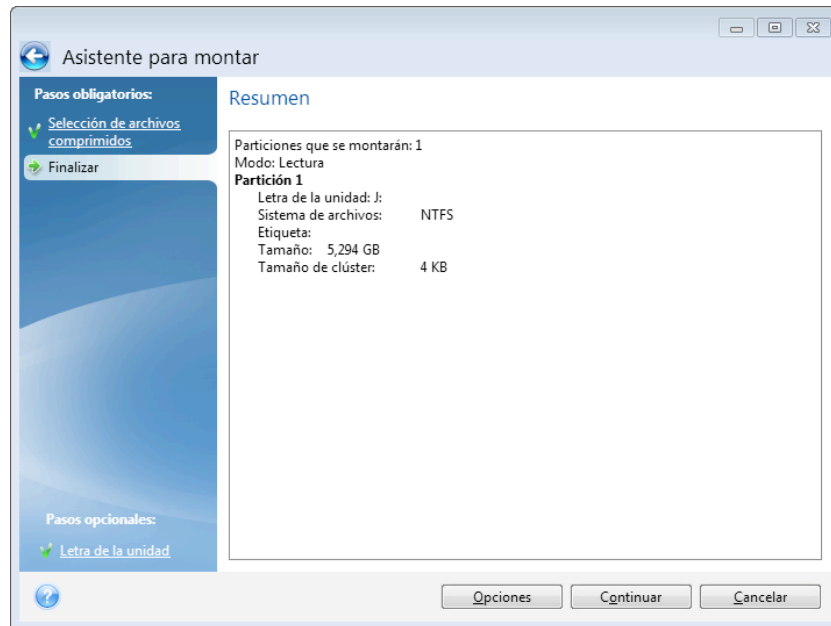 Asistente para montar
Pasos obligatorios:
Selección de archivos
comprimidos
Finalizar
Resumen
Particiones que se montarán: 1
Modo: Lectura
Partición 1
Letra de la unidad: J:
Sistema de archivos: NTFS
Etiqueta:
Tamaño: 5,294 GB
Tamaño de clúster: 4 KB
Pasos opcionales:
Letra de la unidad
?
Opciones Continuar Cancelar